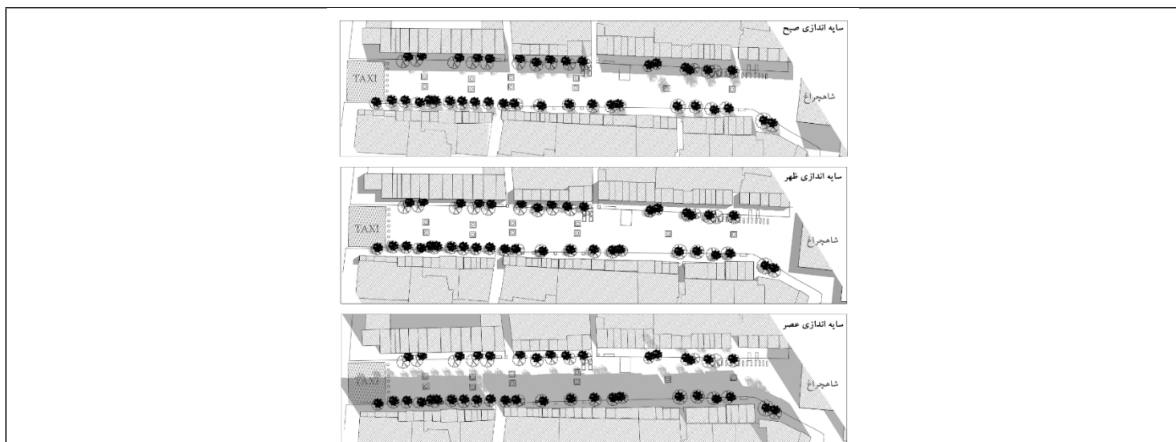 سایه اندازی صبح
TAXI
شاهچراغ
سایه اندازی ظهر
TAXI
شاهچراغ
سایه اندازی عصر
TAXI
شاهچراغ